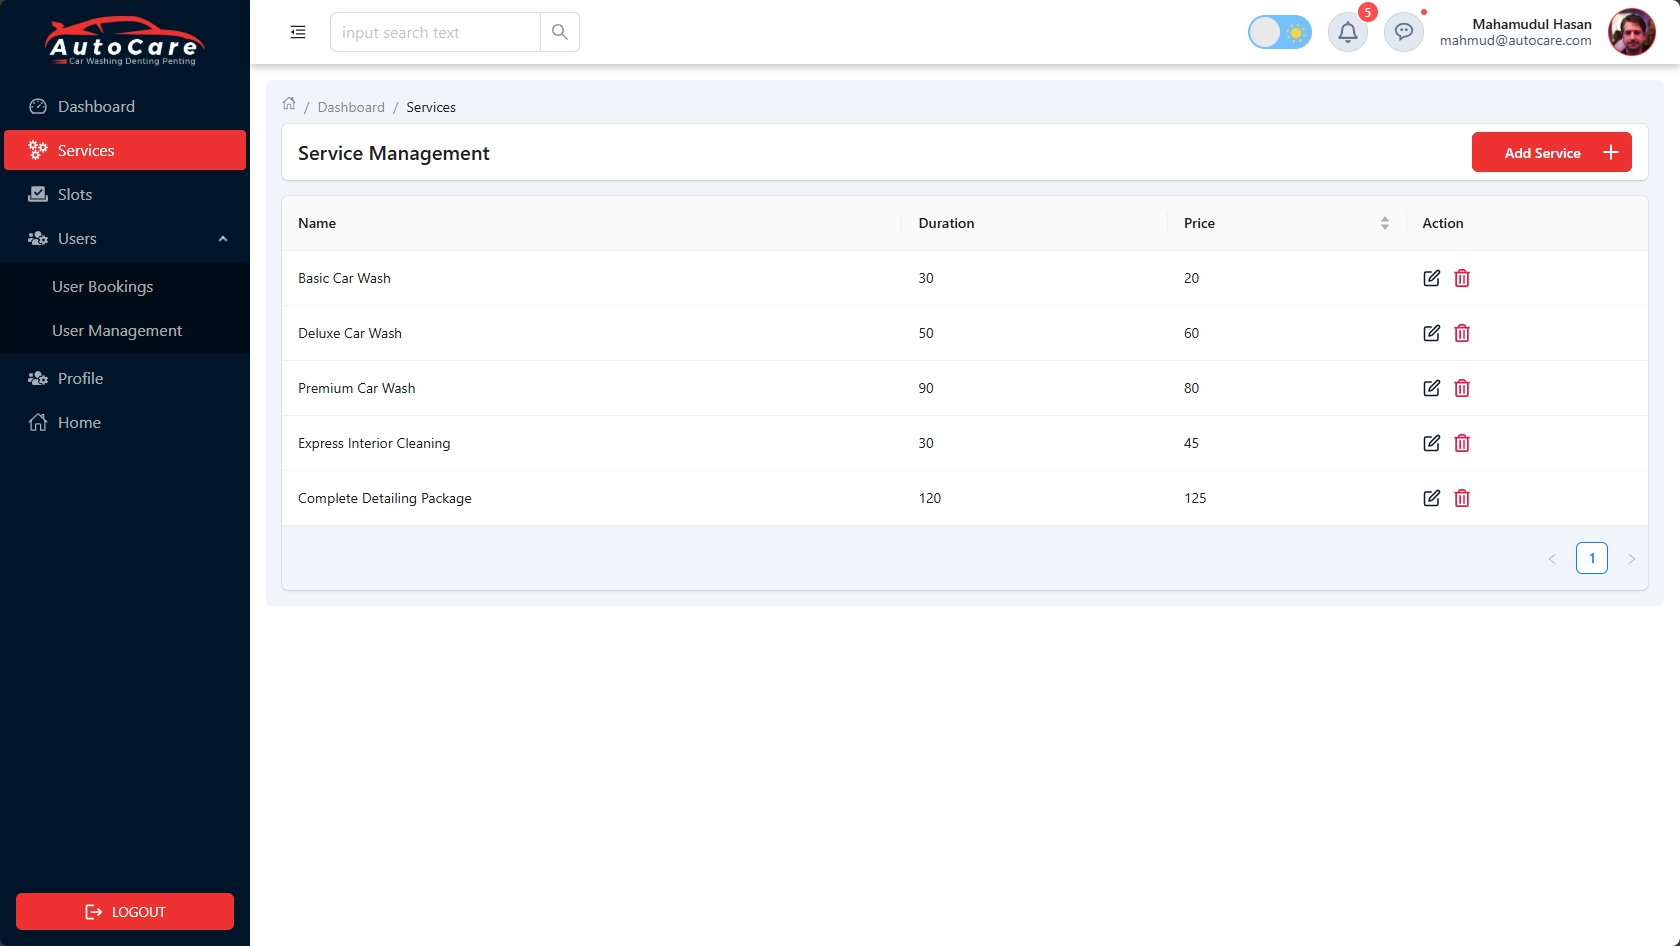 AutoCare
Car Washing Denting Penting
Dashboard
Services
Slots
Users
User Bookings
User Management
Profile
Home
LOGOUT
input search text
5
Mahamudul Hasan
mahmud@autocare.com
/ Dashboard / Services
Service Management
Add Service
Name Duration Price Action
Basic Car Wash 30 20
Deluxe Car Wash 50 60
Premium Car Wash 90 80
Express Interior Cleaning 30 45
Complete Detailing Package 120 125
< 1 >